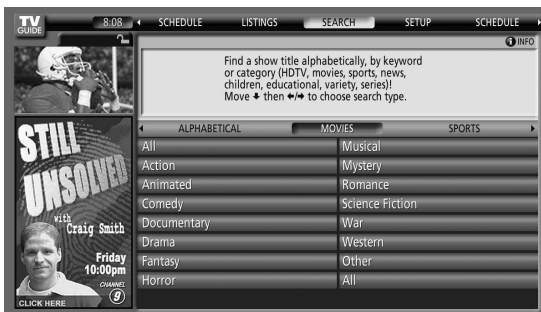 TV
GUIDE
8:08
SCHEDULE
LISTINGS
SEARCH
SETUP
SCHEDULE
INFO
Find a show title alphabetically, by keyword
or category (HDTV, movies, sports, news,
children, educational, variety, series)!
Move ↓ then ←/→ to choose search type.
ALPHABETICAL
MOVIES
SPORTS
All
Musical
Action
Mystery
Animated
Romance
Comedy
Science Fiction
Documentary
War
Drama
Western
Fantasy
Other
Horror
All
STILL
UNSOLVED
with
Craig Smith
Friday
10:00pm
CHANNEL
9
CLICK HERE